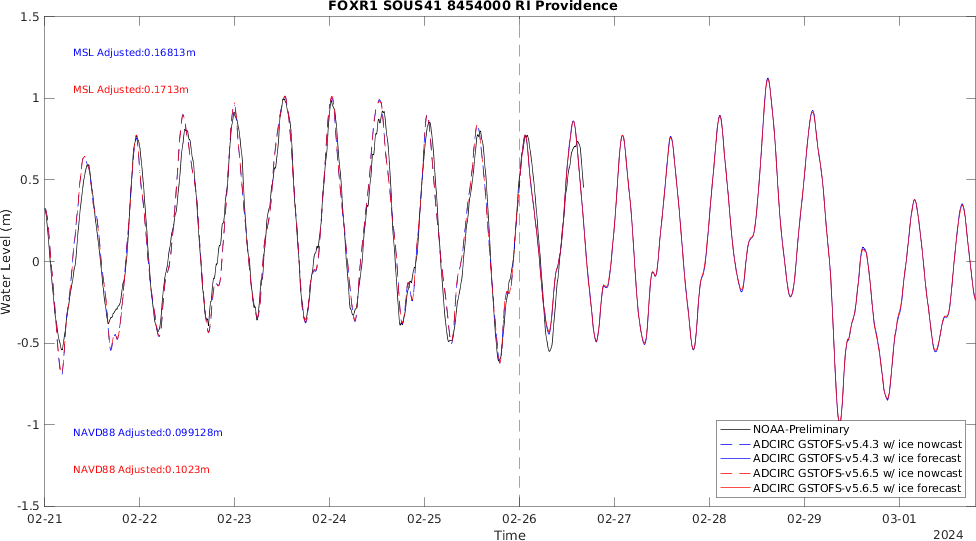 FOXR1 SOUS41 8454000 RI Providence
1.5
MSL Adjusted:0.16813m
MSL Adjusted:0.1713m
1
0.5
Water Level (m)
0
-0.5
-1
NAVD88 Adjusted:0.099128m
NAVD88 Adjusted:0.1023m
-1.5
NOAA-Preliminary
ADCIRC GSTOFS-v5.4.3 w/ ice nowcast
ADCIRC GSTOFS-v5.4.3 w/ ice forecast
ADCIRC GSTOFS-v5.6.5 w/ ice nowcast
ADCIRC GSTOFS-v5.6.5 w/ ice forecast
02-21 02-22 02-23 02-24 02-25 02-26 02-27 02-28 02-29 03-01
Time
2024